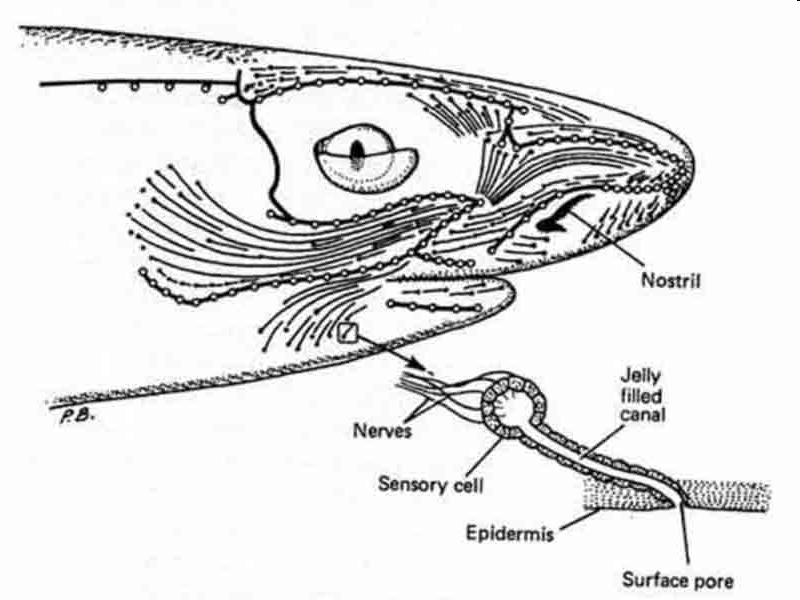 Nostril
P.B.
Jelly
filled
canal
Nerves
Sensory cell
Epidermis
Surface pore